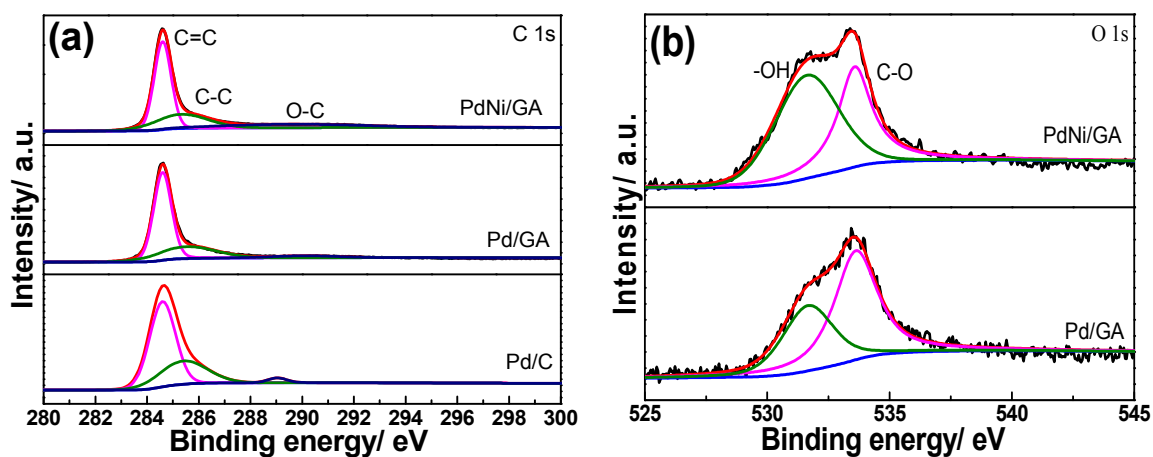 (a)
C 1s
C=C
C-C
O-C
PdNi/GA
Pd/GA
Pd/C
Intensity/ a.u.
280 282 284 286 288 290 292 294 296 298 300
Binding energy/ eV
(b)
O 1s
-OH
C-O
PdNi/GA
Pd/GA
Intensity/ a.u.
525 530 535 540 545
Binding energy/ eV